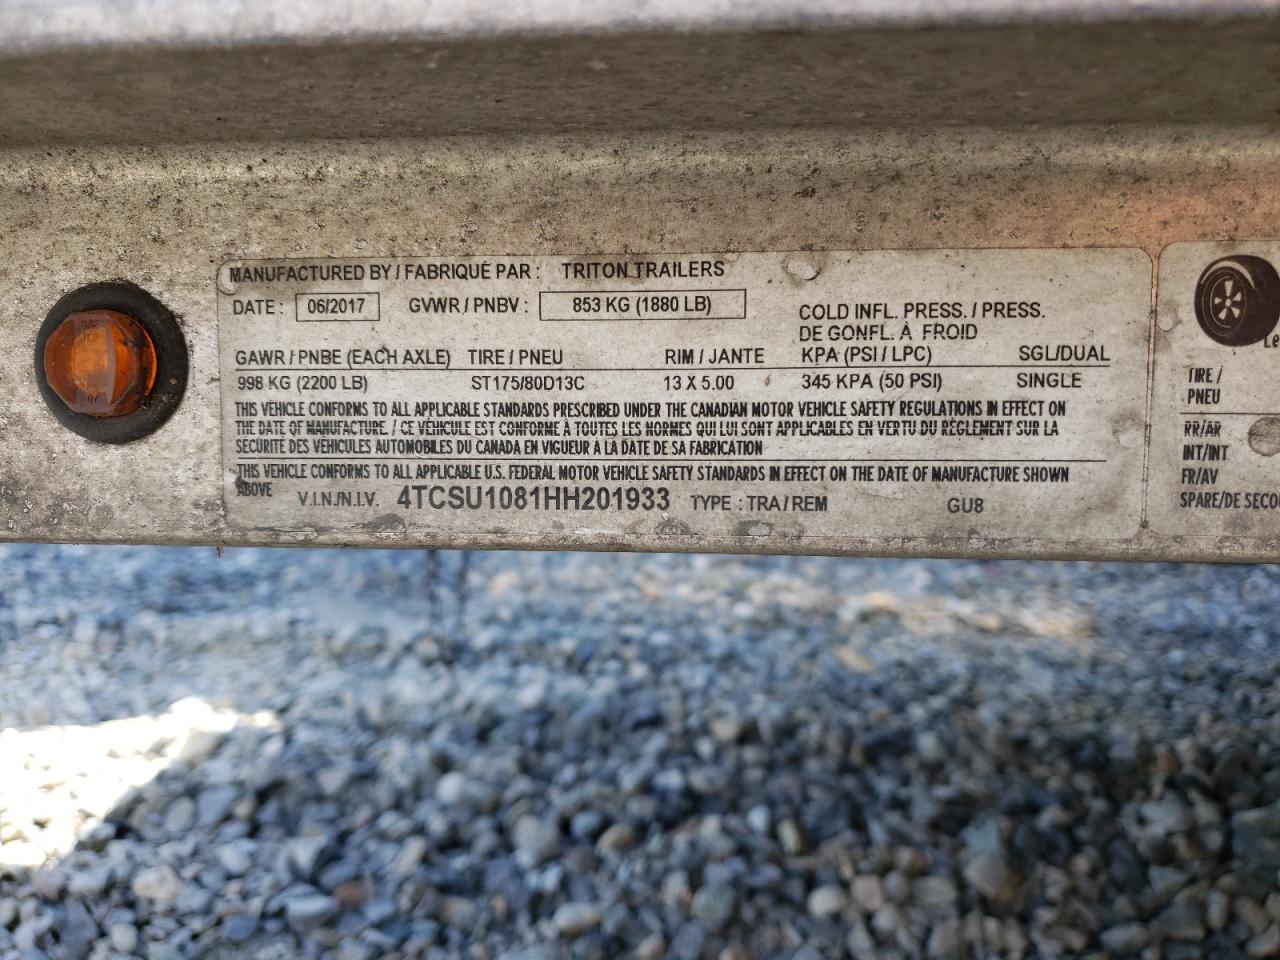 MANUFACTURED BY / FABRIQUÉ PAR : TRITON TRAILERS
DATE : 06/2017 GVWR / PNBV : 853 KG (1880 LB)
COLD INFL. PRESS. / PRESS.
DE GONFL. À FROID
GAWR / PNBE (EACH AXLE) TIRE / PNEU RIM / JANTE KPA (PSI / LPC) SGL/DUAL
998 KG (2200 LB) ST175/80D13C 13 X 5.00 345 KPA (50 PSI) SINGLE
THIS VEHICLE CONFORMS TO ALL APPLICABLE STANDARDS PRESCRIBED UNDER THE CANADIAN MOTOR VEHICLE SAFETY REGULATIONS IN EFFECT ON
THE DATE OF MANUFACTURE. / CE VÉHICULE EST CONFORME À TOUTES LES NORMES QUI LUI SONT APPLICABLES EN VERTU DU RÈGLEMENT SUR LA
SÉCURITÉ DES VÉHICULES AUTOMOBILES DU CANADA EN VIGUEUR À LA DATE DE SA FABRICATION
THIS VEHICLE CONFORMS TO ALL APPLICABLE U.S. FEDERAL MOTOR VEHICLE SAFETY STANDARDS IN EFFECT ON THE DATE OF MANUFACTURE SHOWN
ABOVE
V.I.N./N.I.V. 4TCSU1081HH201933 TYPE : TRA / REM GU8
Le
TIRE /
PNEU
RR/AR
INT/INT
FR/AV
SPARE/DE SECO